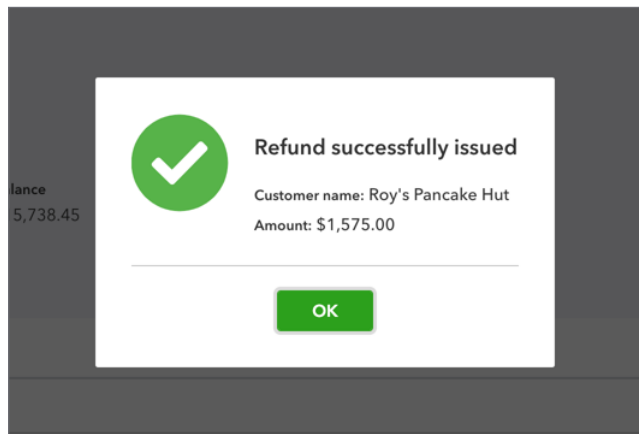 Refund successfully issued
Customer name: Roy's Pancake Hut
Amount: $1,575.00
lance
5,738.45
OK